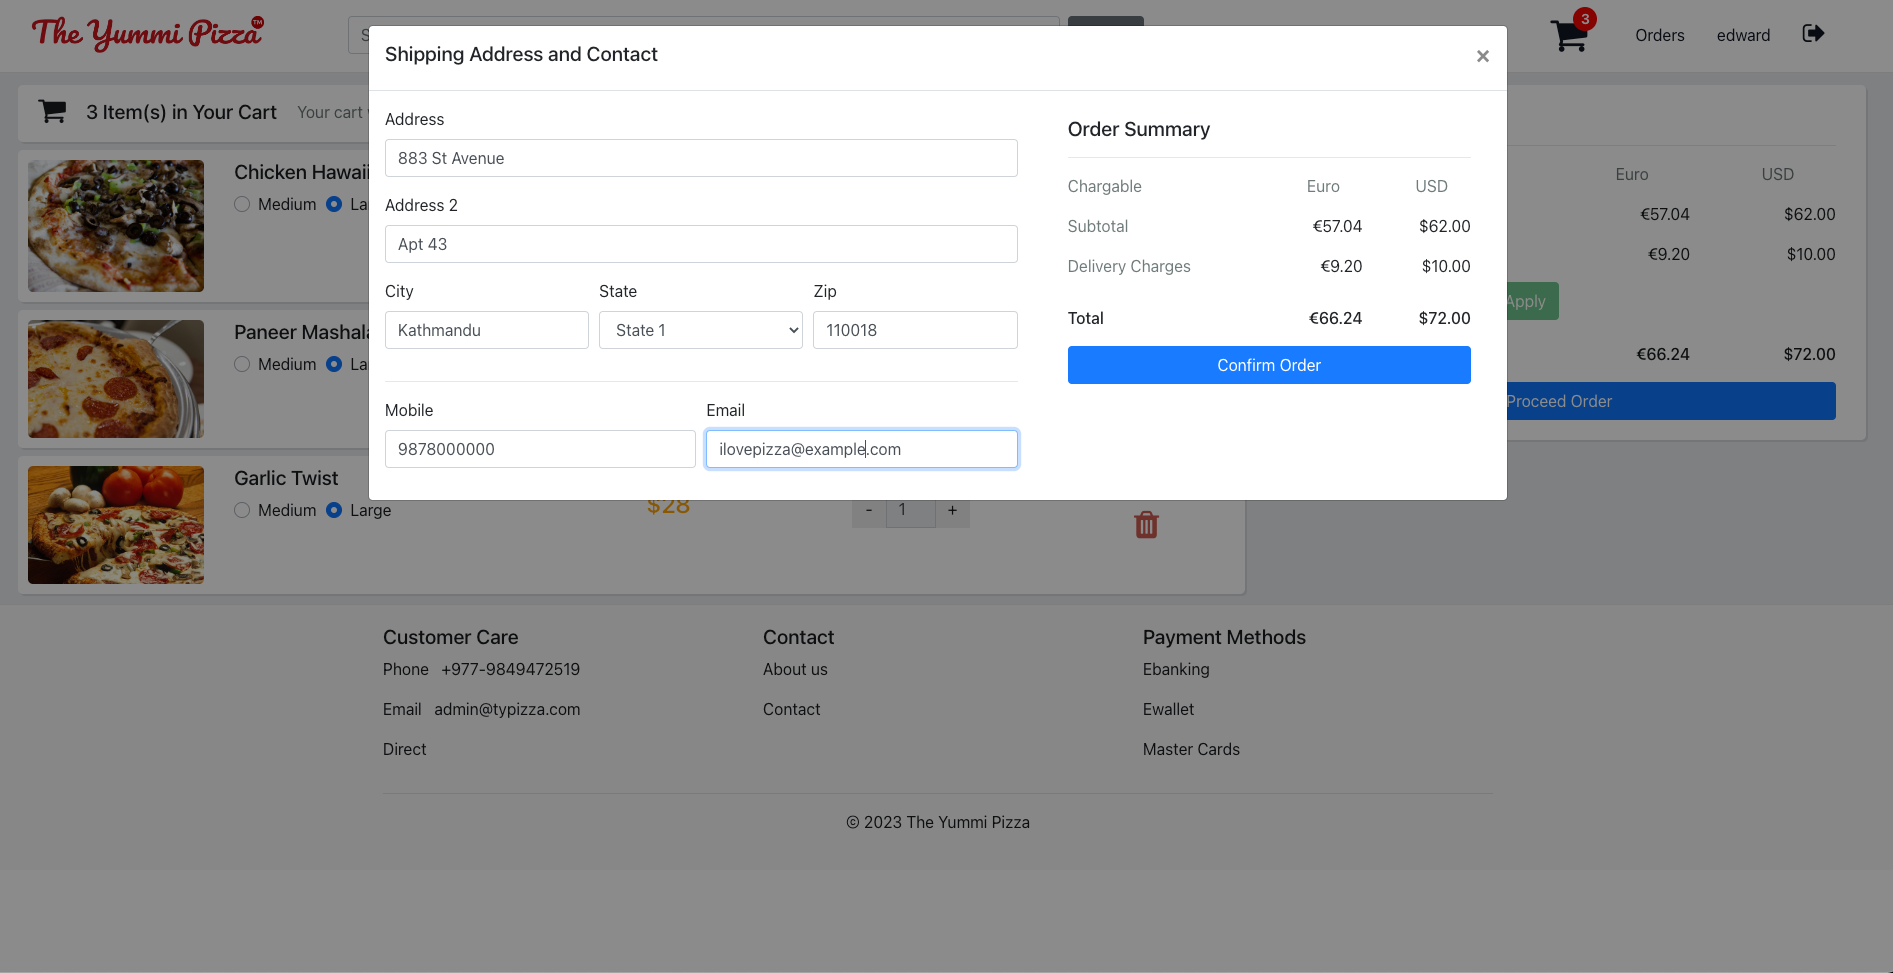 The Yummi Pizza™
S
3
Orders
edward
Shipping Address and Contact
×
3 Item(s) in Your Cart
Your cart
Address
883 St Avenue
Address 2
Apt 43
City
State
Zip
Kathmandu
State 1
110018
Mobile
Email
9878000000
ilovepizza@example.com
Order Summary
Chargable Euro USD
Subtotal €57.04 $62.00
Delivery Charges €9.20 $10.00
Total €66.24 $72.00
Confirm Order
Euro USD
€57.04 $62.00
€9.20 $10.00
Apply
€66.24 $72.00
Proceed Order
Chicken Hawaii
Medium La
Paneer Mashala
Medium La
Garlic Twist
Medium Large
$28
- 1 +
Customer Care
Phone +977-9849472519
Email admin@typizza.com
Direct
Contact
About us
Contact
Payment Methods
Ebanking
Ewallet
Master Cards
© 2023 The Yummi Pizza